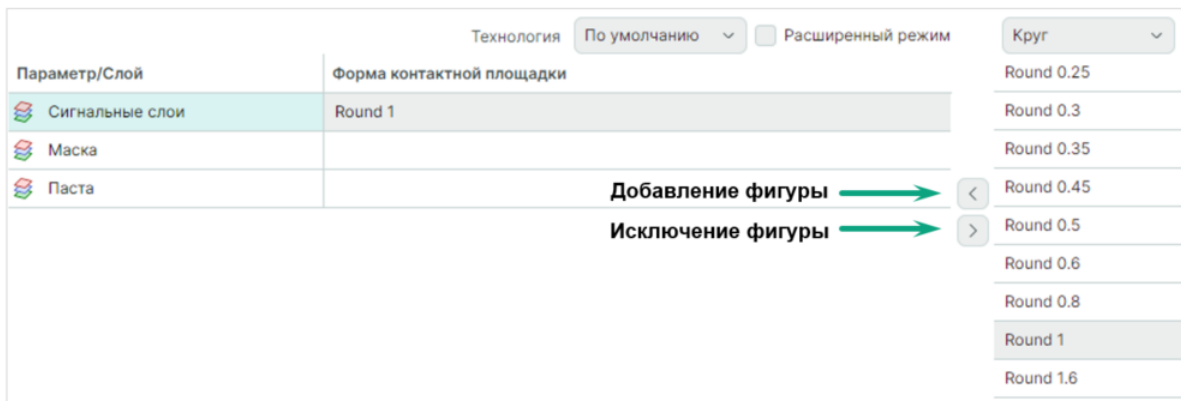 Технология По умолчанию Расширенный режим Круг
Параметр/Слой Форма контактной площадки Round 0.25
Сигнальные слои Round 1 Round 0.3
Маска Round 0.35
Паста Добавление фигуры Round 0.45
Исключение фигуры Round 0.5
Round 0.6
Round 0.8
Round 1
Round 1.6